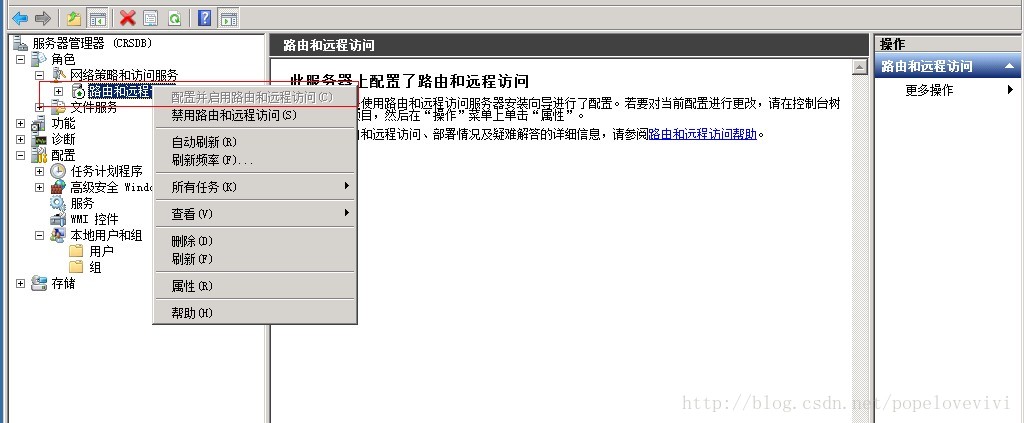 服务器管理器 (CRSDB)
角色
网络策略和访问服务
路由和远程访
文件服务
功能
诊断
配置
任务计划程序
高级安全 Windo
服务
WMI 控件
本地用户和组
用户
组
存储
配置并启用路由和远程访问(C)
禁用路由和远程访问(S)
自动刷新(R)
刷新频率(F)...
所有任务(K)
查看(V)
删除(D)
刷新(F)
属性(R)
帮助(H)
路由和远程访问
此服务器上配置了路由和远程访问
使用路由和远程访问服务器安装向导进行了配置。若要对当前配置进行更改，请在控制台树
项目，然后在“操作”菜单上单击“属性”。
和远程访问、部署情况及疑难解答的详细信息，请参阅路由和远程访问帮助。
操作
路由和远程访问
更多操作
http://blog.csdn.net/popelovevivi